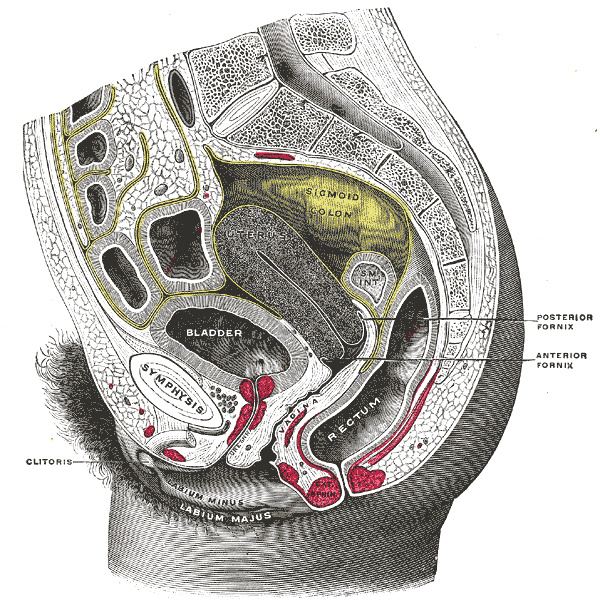 SIGMOID
COLON
UTERUS
SM.
INT.
POSTERIOR
FORNIX
BLADDER
ANTERIOR
FORNIX
SYMPHYSIS
VAGINA
RECTUM
CLITORIS
LABIUM MINUS
LABIUM MAJUS